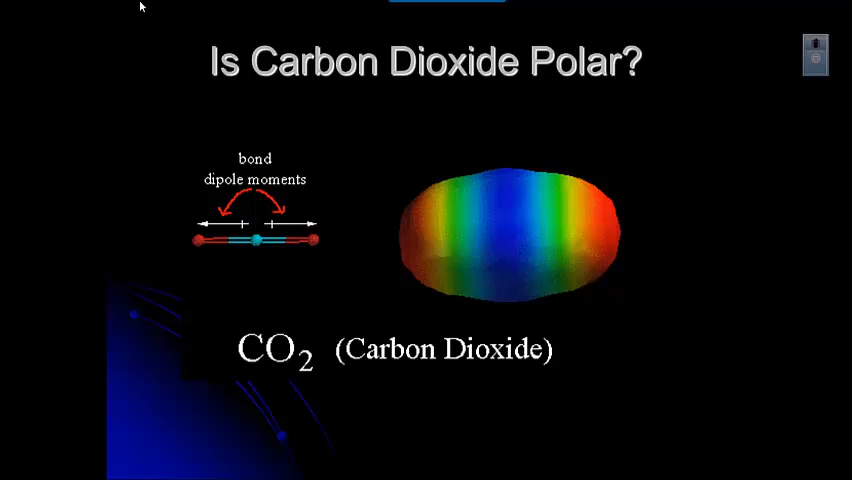 Is Carbon Dioxide Polar?
bond
dipole moments
CO₂ (Carbon Dioxide)